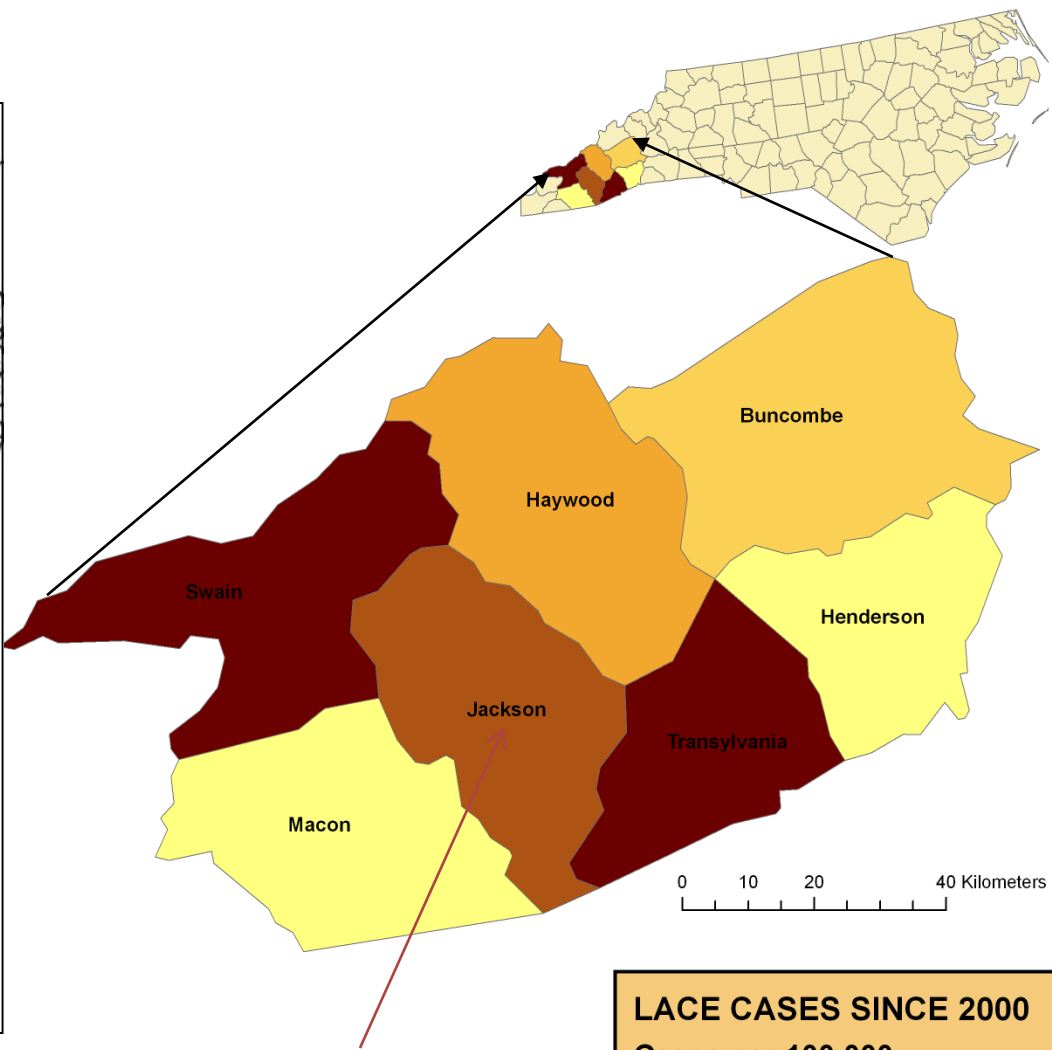 Buncombe
Haywood
Swain
Henderson
Jackson
Transylvania
Macon
0 10 20 40 Kilometers
LACE CASES SINCE 2000